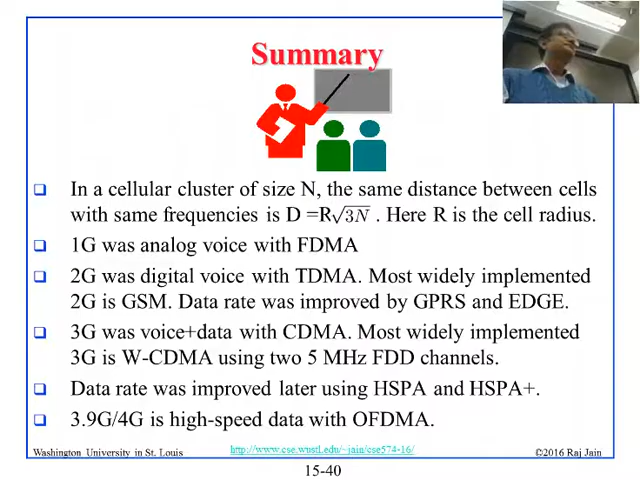 Summary
In a cellular cluster of size N, the same distance between cells
with same frequencies is D =R√3N . Here R is the cell radius.
1G was analog voice with FDMA
2G was digital voice with TDMA. Most widely implemented
2G is GSM. Data rate was improved by GPRS and EDGE.
3G was voice+data with CDMA. Most widely implemented
3G is W-CDMA using two 5 MHz FDD channels.
Data rate was improved later using HSPA and HSPA+.
3.9G/4G is high-speed data with OFDMA.
Washington University in St. Louis http://www.cse.wustl.edu/~jain/cse574-16/ ©2016 Raj Jain
15-40